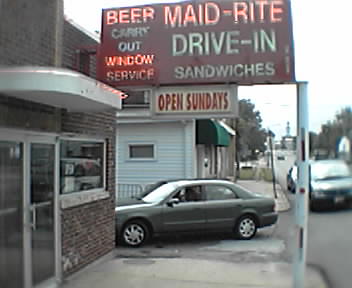 BEER
CARRY
OUT
WINDOW
SERVICE
MAID-RITE
DRIVE-IN
SANDWICHES
OPEN SUNDAYS